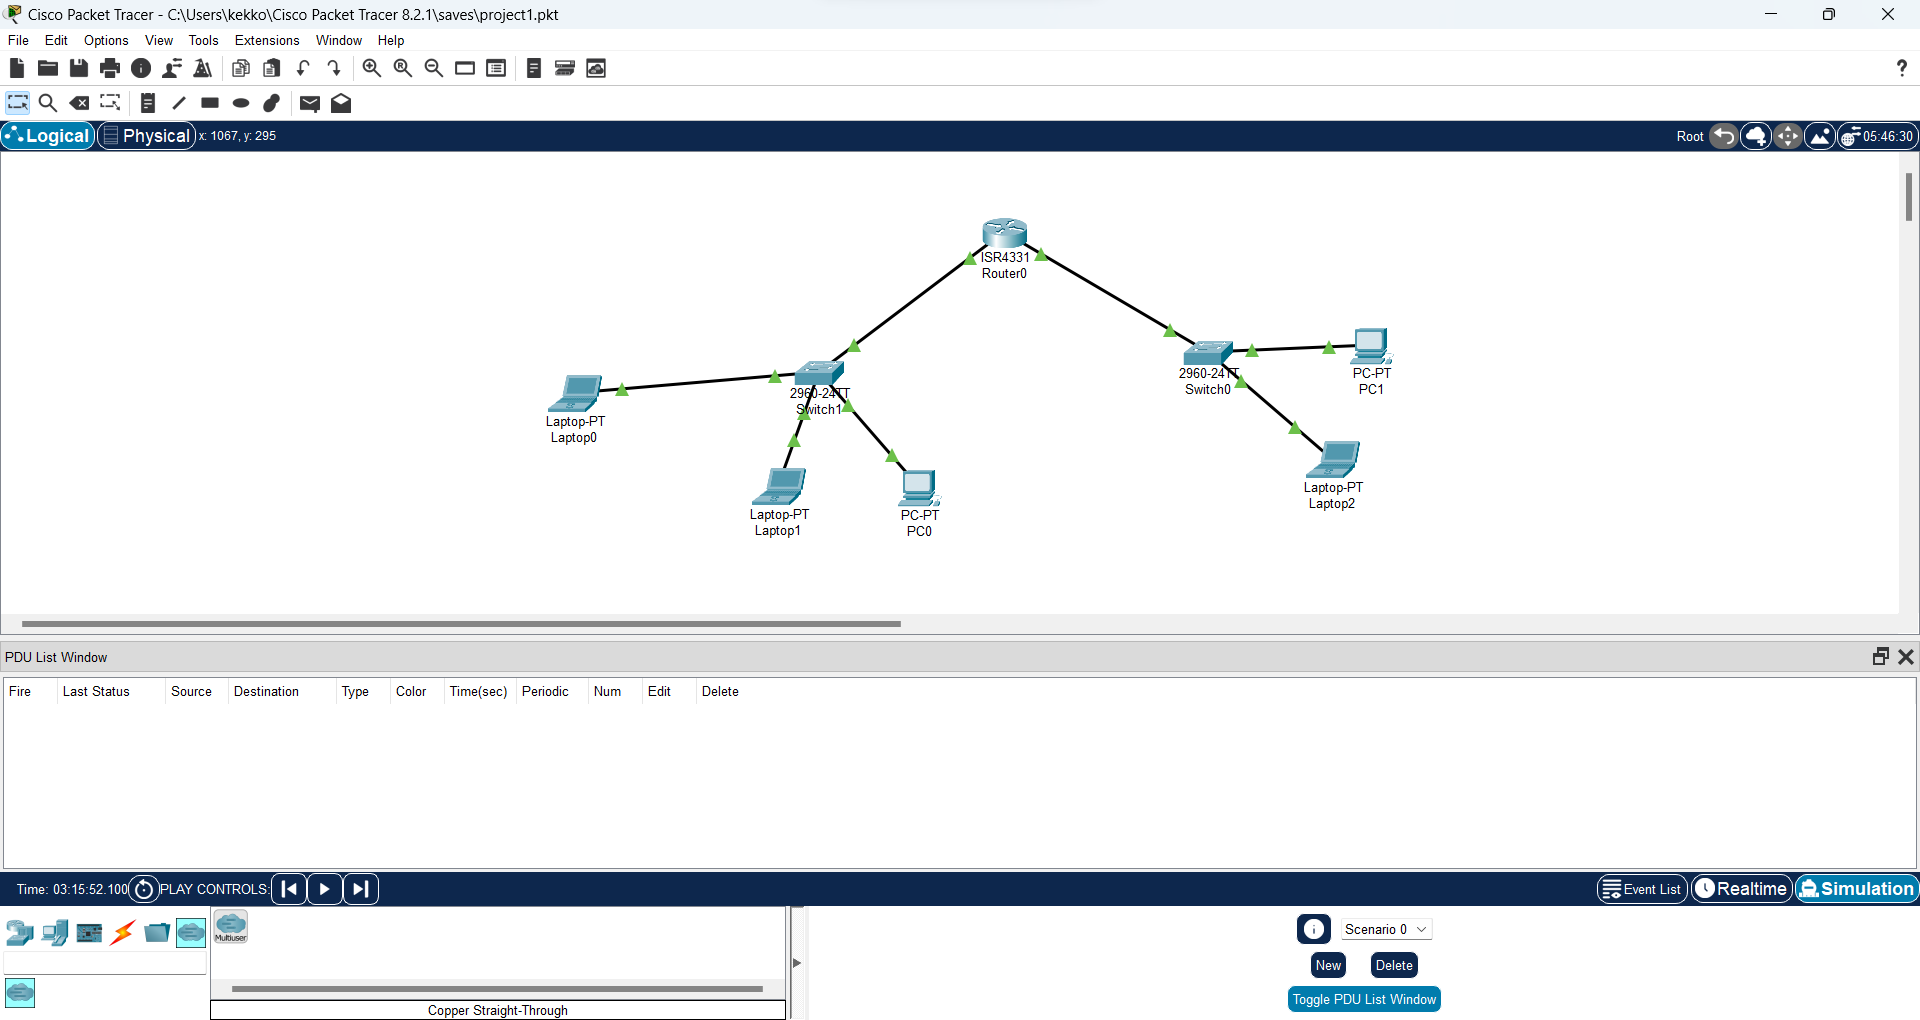 Cisco Packet Tracer - C:\Users\kekko\Cisco Packet Tracer 8.2.1\saves\project1.pkt
File Edit Options View Tools Extensions Window Help
Logical Physical x: 1067, y: 295 Root 05:46:30
ISR4331
Router0
2960-24TT
Switch1
2960-24TT
Switch0
PC-PT
PC1
Laptop-PT
Laptop0
Laptop-PT
Laptop2
Laptop-PT
Laptop1
PC-PT
PC0
PDU List Window
Fire Last Status Source Destination Type Color Time(sec) Periodic Num Edit Delete
Time: 03:15:52.100 PLAY CONTROLS: Event List Realtime Simulation
Multiuser
Scenario 0
New Delete
Toggle PDU List Window
Copper Straight-Through